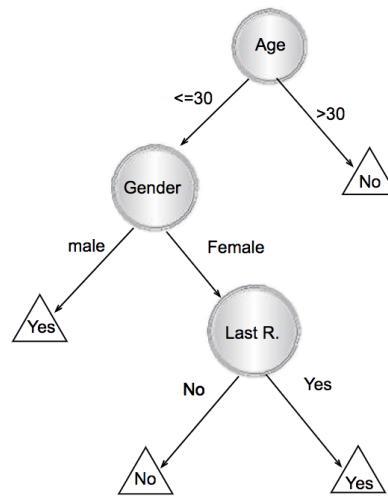 Age
<=30
>30
Gender
No
male
Female
Yes
Last R.
No
Yes
No
Yes